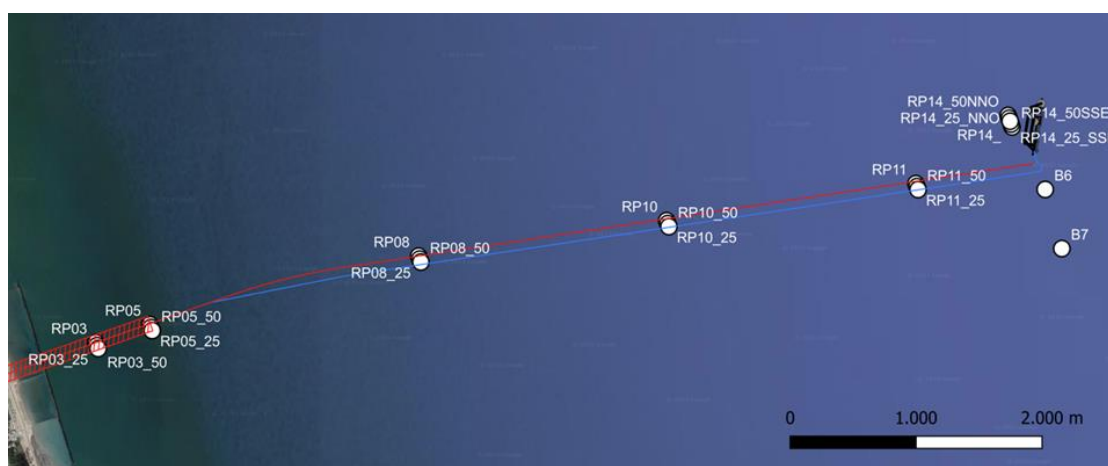 RP14_50NNO
RP14_50SSE
RP14_25_NNO
RP14_
RP14_25_SS
RP11
RP11_50
RP11_25
B6
RP10
RP10_50
RP10_25
B7
RP08
RP08_50
RP08_25
RP05
RP05_50
RP03
RP05_25
RP03_25
RP03_50
0
1.000
2.000 m